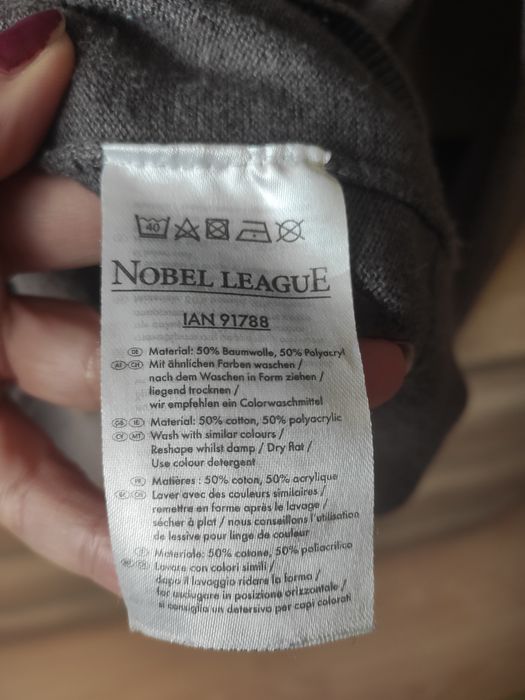 40
NOBEL LEAGUE
IAN 91788
DE Material: 50% Baumwolle, 50% Polyacryl
AT CH Mit ähnlichen Farben waschen /
nach dem Waschen in Form ziehen /
liegend trocknen /
wir empfehlen ein Colorwaschmittel
GB IE Material: 50% cotton, 50% polyacrylic
CY MT Wash with similar colours /
Reshape whilst damp / Dry flat /
Use colour detergent
FR Matières : 50% coton, 50% acrylique
CH Laver avec des couleurs similaires /
remettre en forme après le lavage /
sécher à plat / nous conseillons l'utilisation
de lessive pour linge de couleur
IT Materiale: 50% cotone, 50% poliacrilico
CH Lavare con colori simili /
dopo il lavaggio ridare la forma /
far asciugare in posizione orizzontale /
si consiglia un detersivo per capi colorati